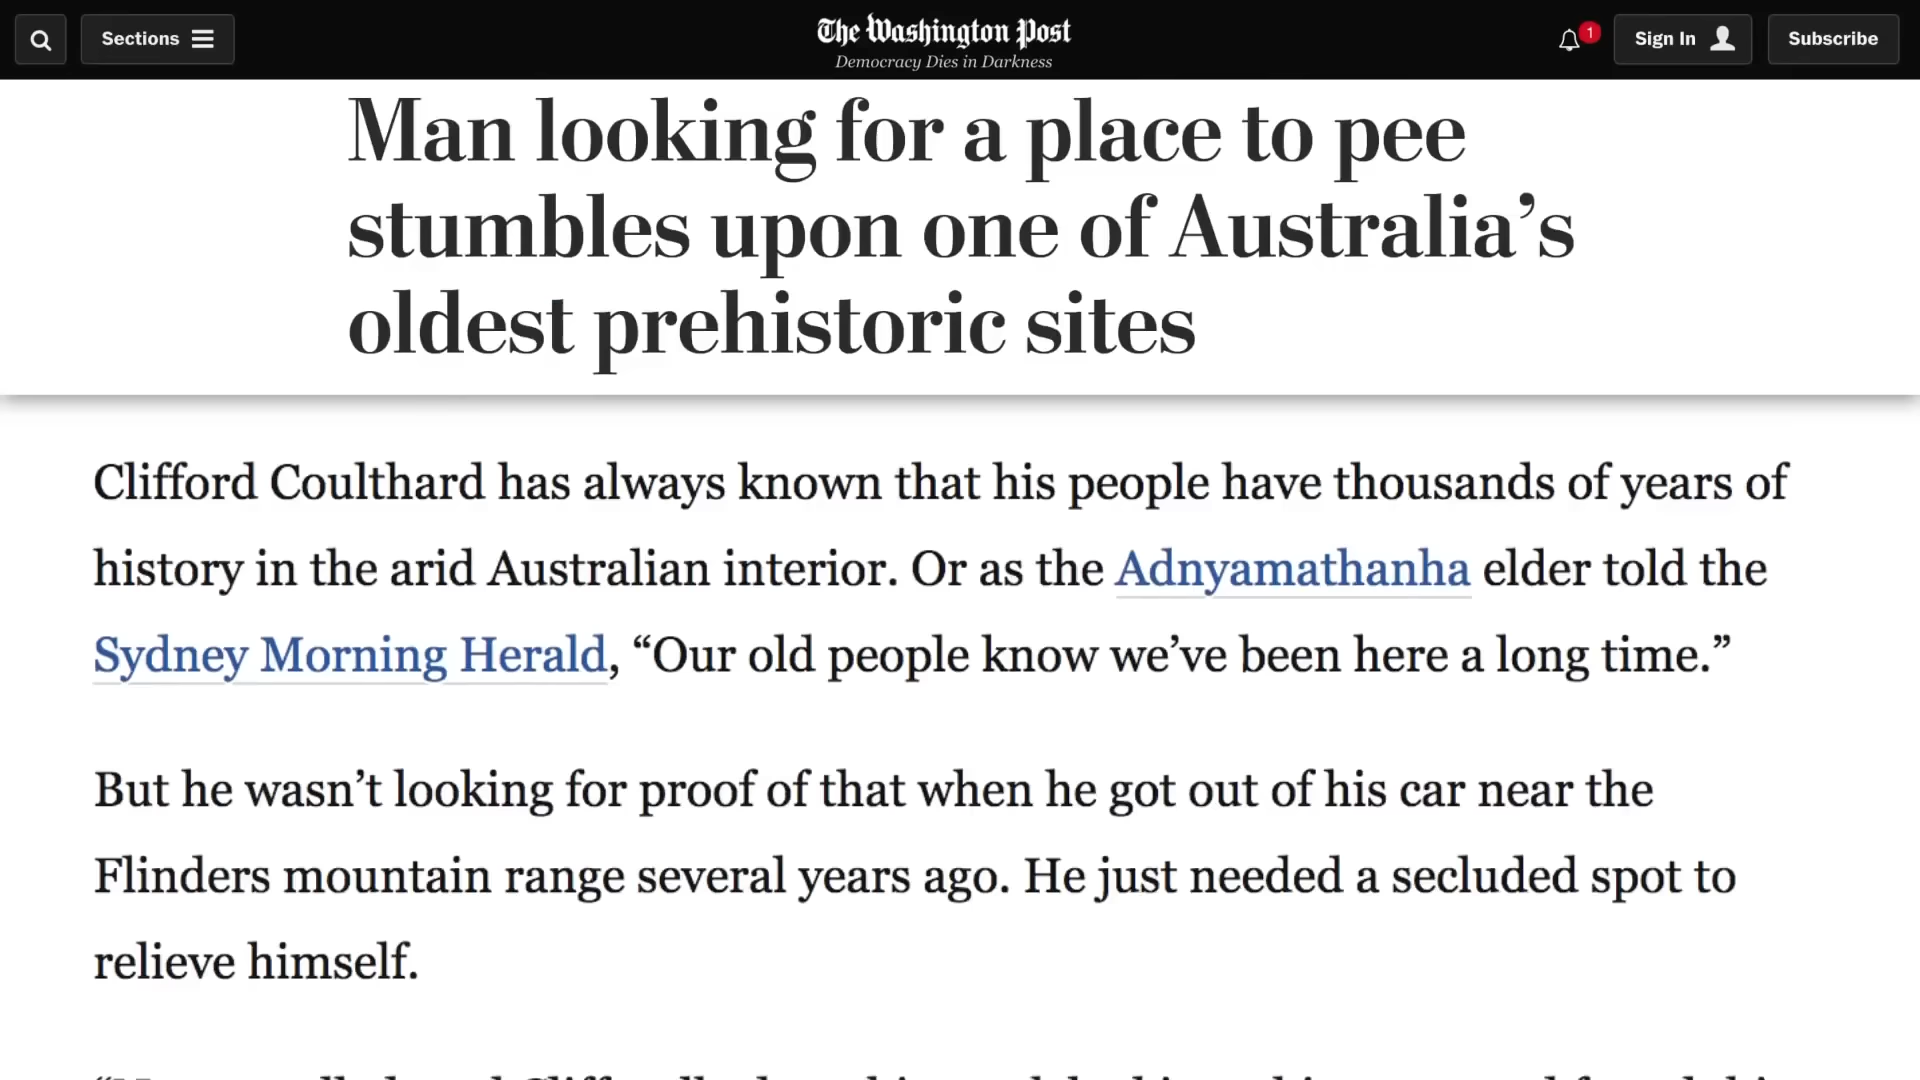 Sections
The Washington Post
Democracy Dies in Darkness
1
Sign In
Subscribe
Man looking for a place to pee
stumbles upon one of Australia’s
oldest prehistoric sites
Clifford Coulthard has always known that his people have thousands of years of
history in the arid Australian interior. Or as the Adnyamathanha elder told the
Sydney Morning Herald, “Our old people know we’ve been here a long time.”
But he wasn’t looking for proof of that when he got out of his car near the
Flinders mountain range several years ago. He just needed a secluded spot to
relieve himself.